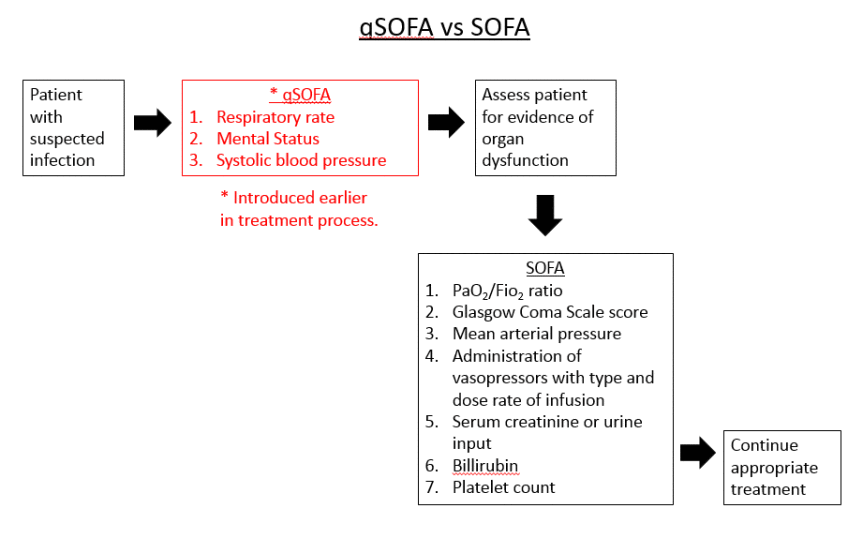 qSOFA vs SOFA
Patient
with
suspected
infection
* qSOFA
1. Respiratory rate
2. Mental Status
3. Systolic blood pressure
* Introduced earlier
in treatment process.
Assess patient
for evidence of
organ
dysfunction
SOFA
1. PaO₂/Fio₂ ratio
2. Glasgow Coma Scale score
3. Mean arterial pressure
4. Administration of
vasopressors with type and
dose rate of infusion
5. Serum creatinine or urine
input
6. Billirubin
7. Platelet count
Continue
appropriate
treatment